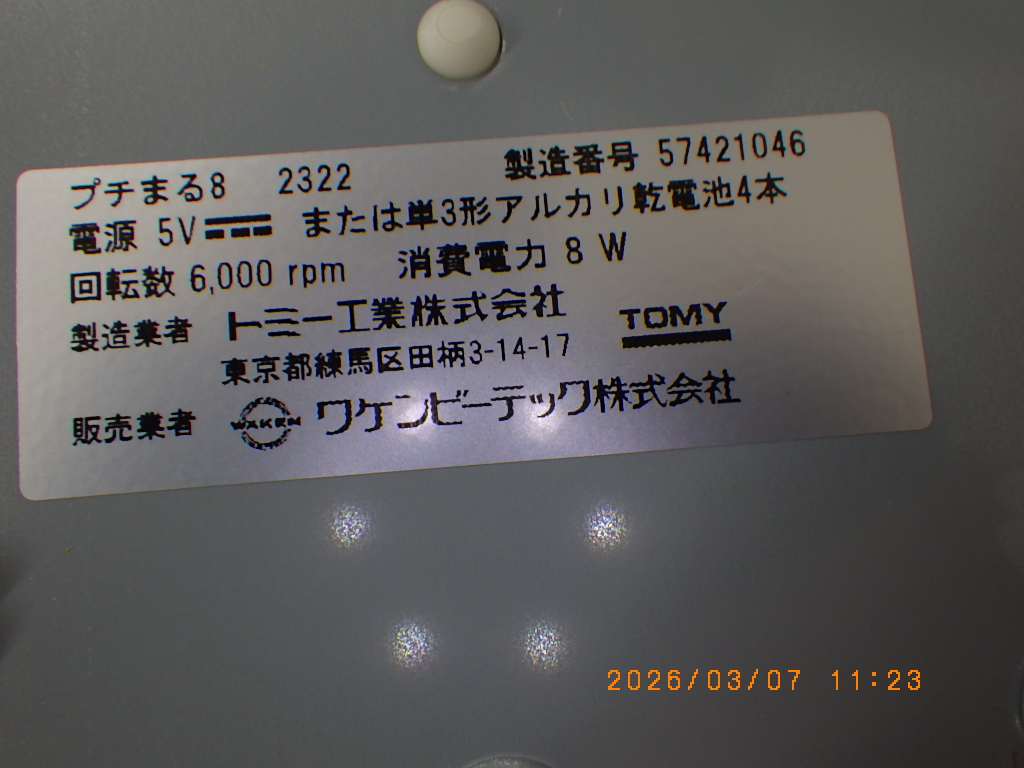 プチまる8 2322 製造番号 57421046
電源 5V または単3形アルカリ乾電池4本
回転数 6,000 rpm 消費電力 8 W
製造業者 トミー工業株式会社 TOMY
東京都練馬区田柄3-14-17
販売業者 WAKEN ワケンビーテック株式会社
2026/03/07 11:23